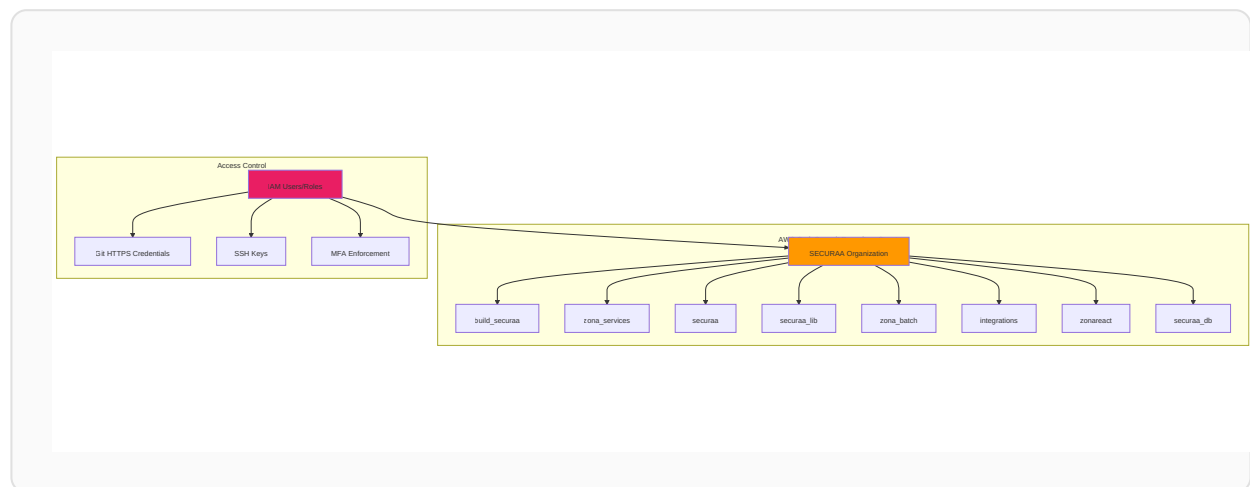 Access Control
IAM Users/Roles
Git HTTPS Credentials
SSH Keys
MFA Enforcement
SECURAA Organization
build_securaa
zona_services
securaa
securaa_lib
zona_batch
integrations
zonareact
securaa_db